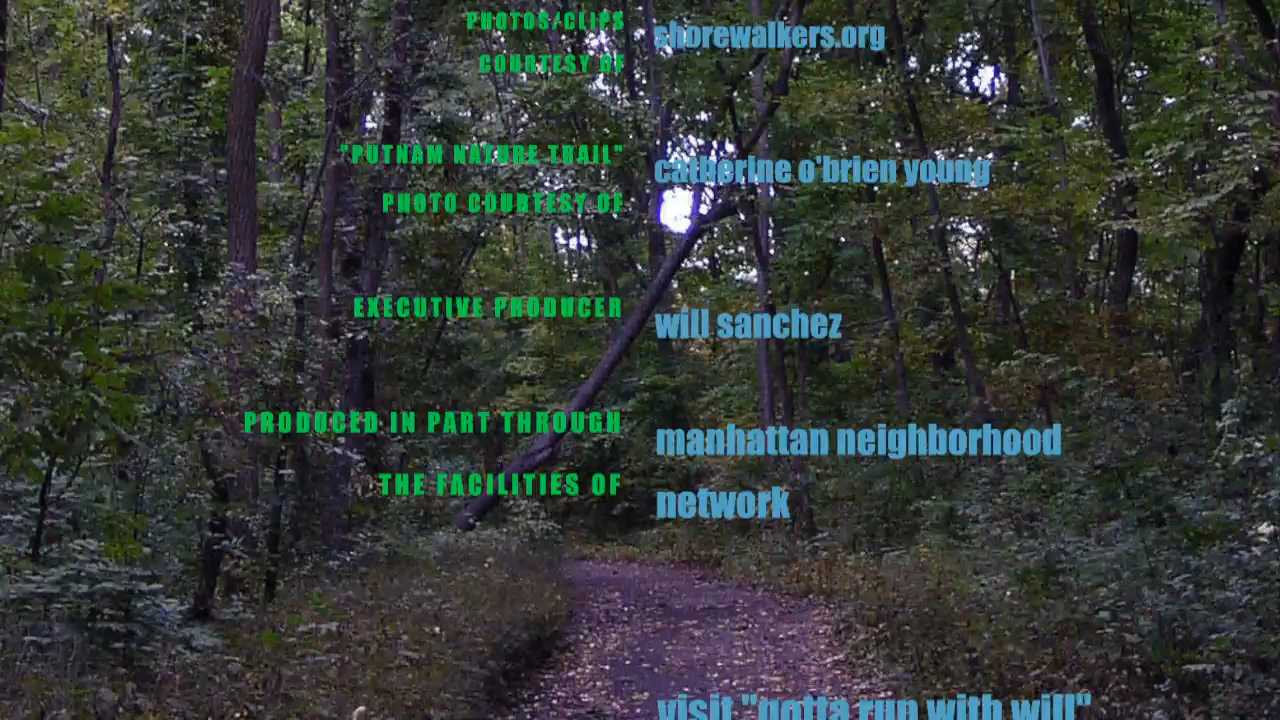 PHOTOS/CLIPS
COURTESY OF
shorewalkers.org
"PUTNAM NATURE TRAIL"
PHOTO COURTESY OF
catherine o'brien young
EXECUTIVE PRODUCER
will sanchez
PRODUCED IN PART THROUGH
THE FACILITIES OF
manhattan neighborhood
network
visit "gotta run with will"